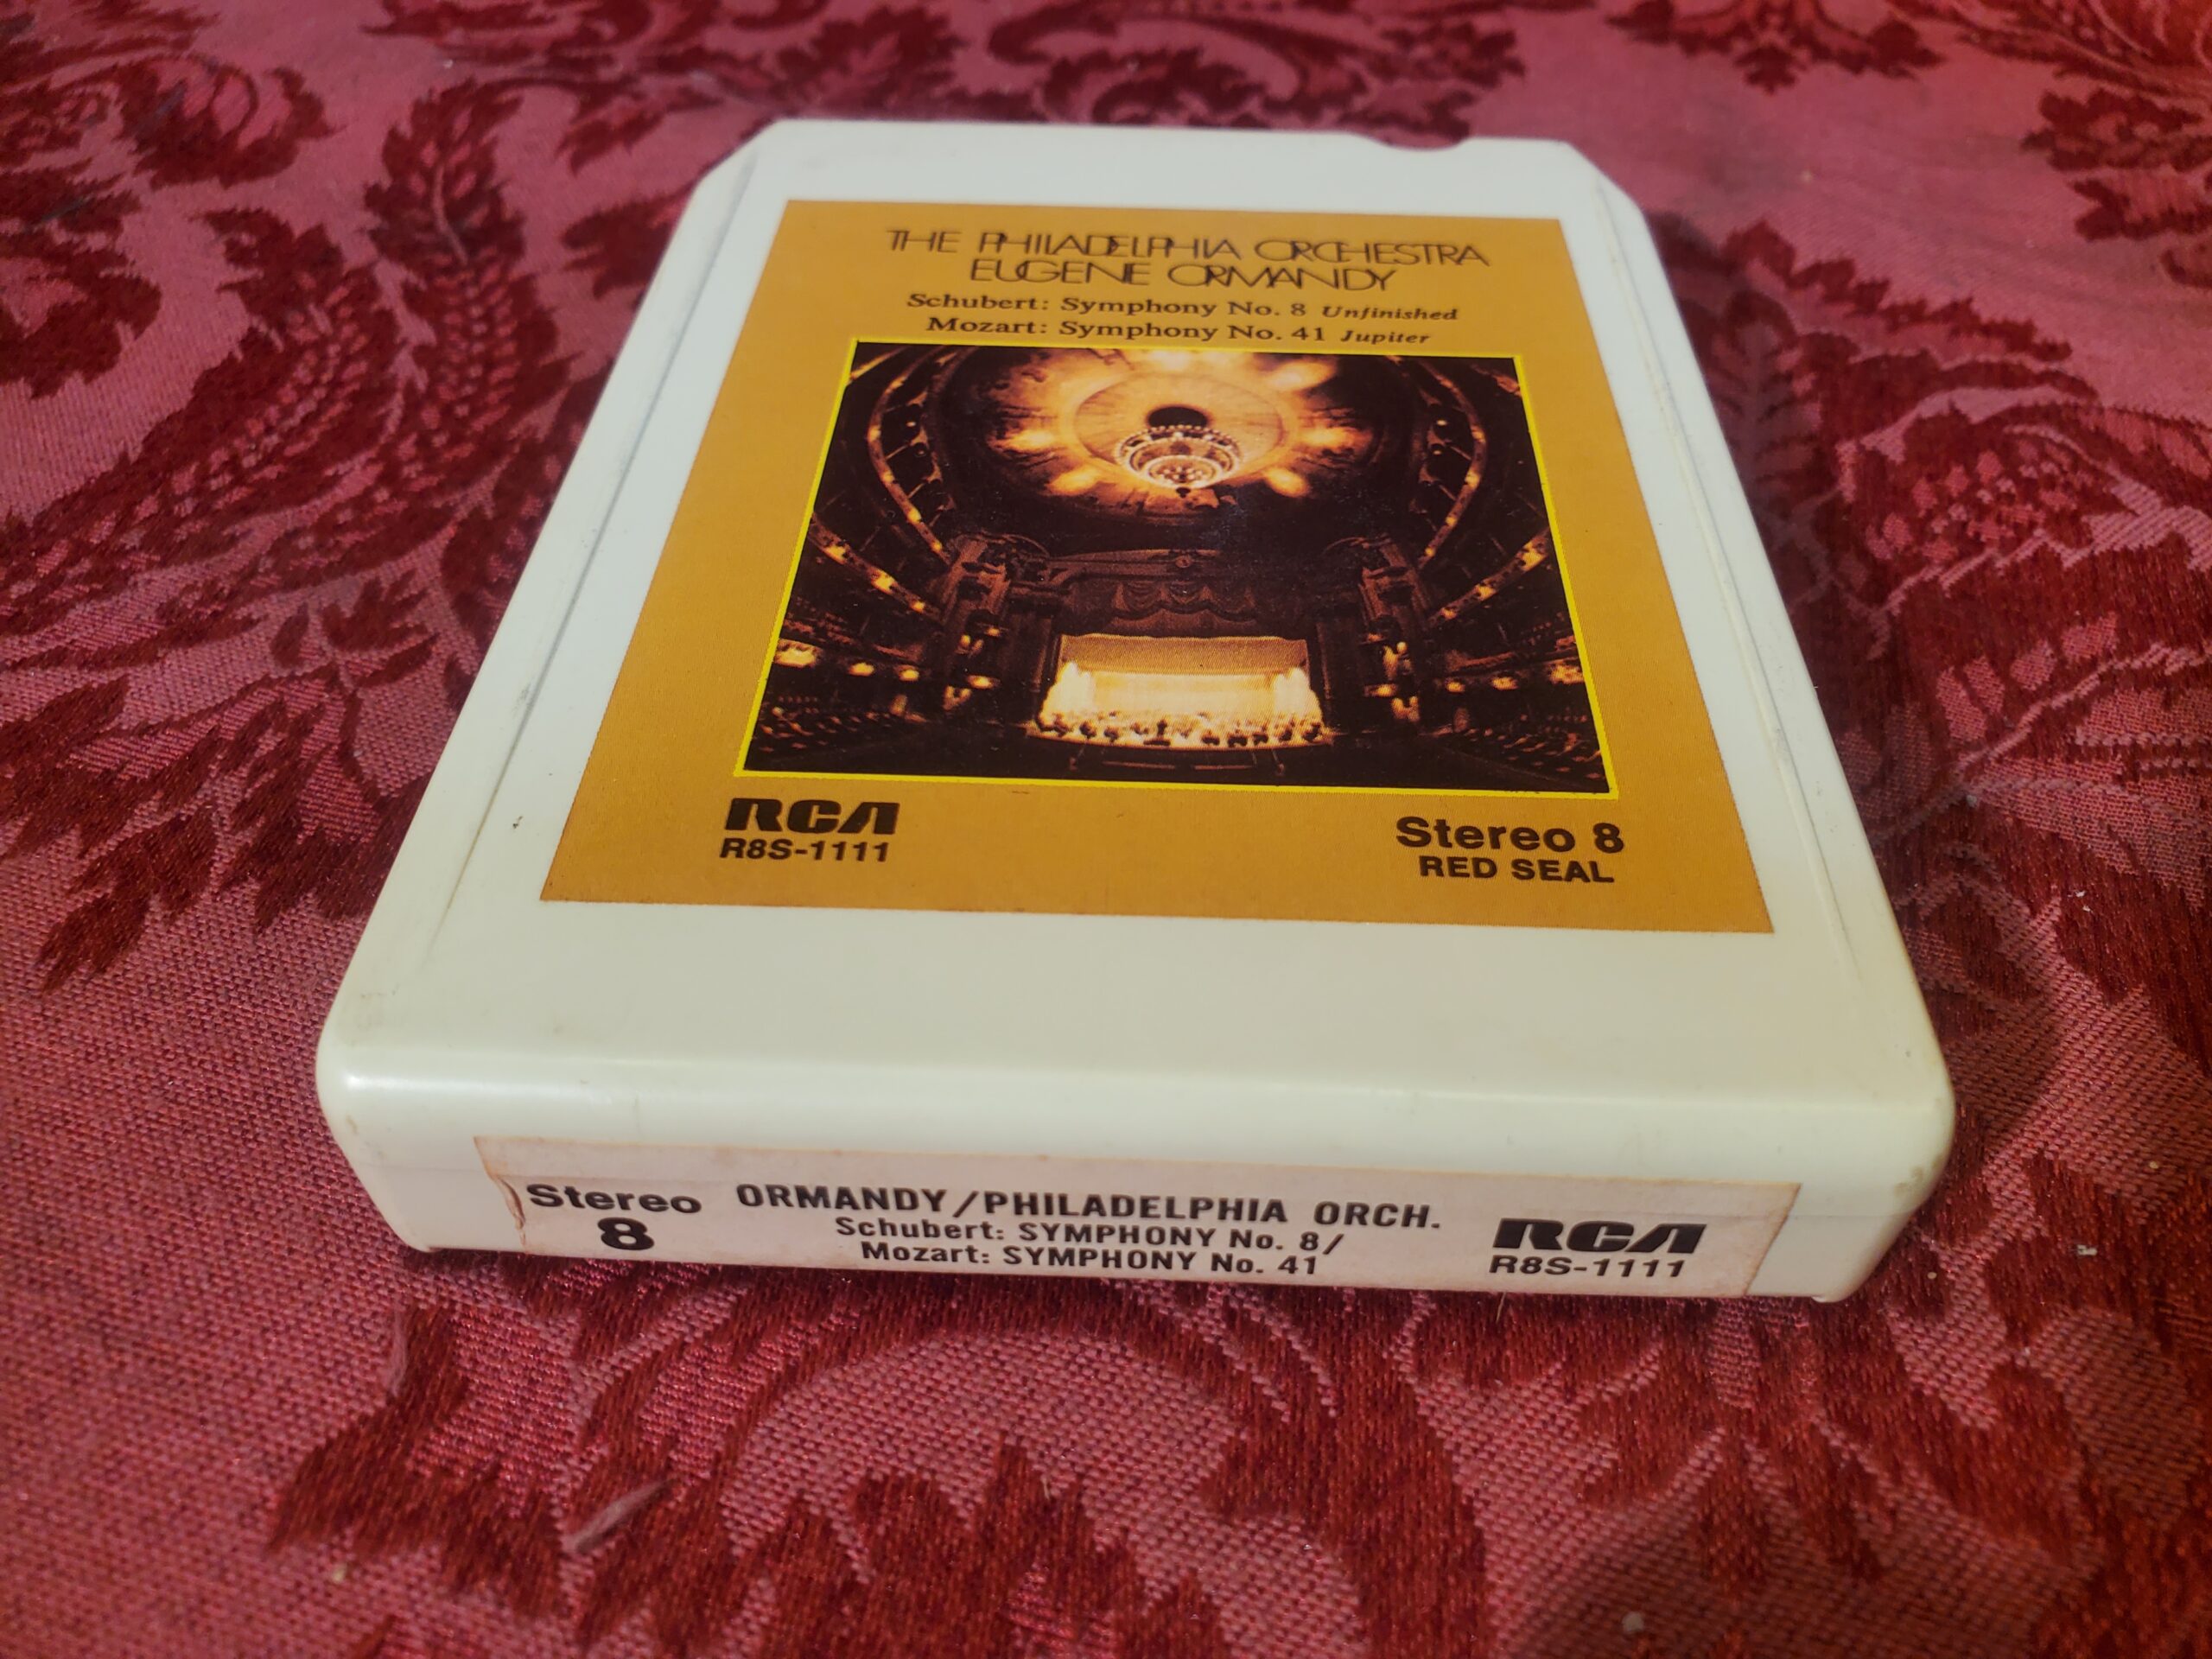 THE PHILADELPHIA ORCHESTRA
EUGENE ORMANDY
Schubert: Symphony No. 8 Unfinished
Mozart: Symphony No. 41 Jupiter
RCA
R8S-1111
Stereo 8
RED SEAL
Stereo
8
ORMANDY/PHILADELPHIA ORCH.
Schubert: SYMPHONY No. 8/
Mozart: SYMPHONY No. 41
RCA
R8S-1111